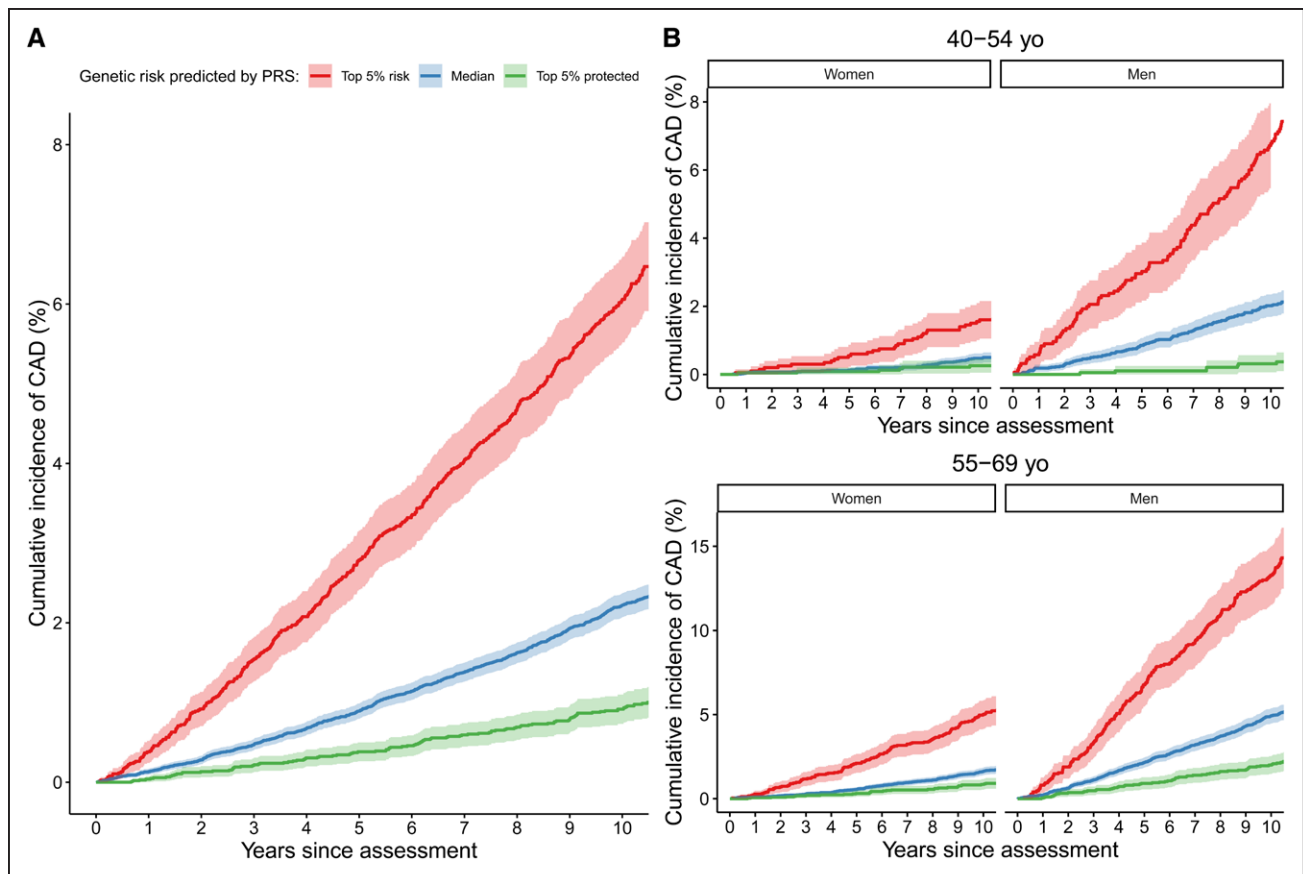 A
Genetic risk predicted by PRS: Top 5% risk Median Top 5% protected
Cumulative incidence of CAD (%)
8
6
4
2
0
0 1 2 3 4 5 6 7 8 9 10
Years since assessment
B
40−54 yo
Women Men
Cumulative incidence of CAD (%)
8
6
4
2
0
0 1 2 3 4 5 6 7 8 9 10 0 1 2 3 4 5 6 7 8 9 10
Years since assessment
55−69 yo
Women Men
Cumulative incidence of CAD (%)
15
10
5
0
0 1 2 3 4 5 6 7 8 9 10 0 1 2 3 4 5 6 7 8 9 10
Years since assessment